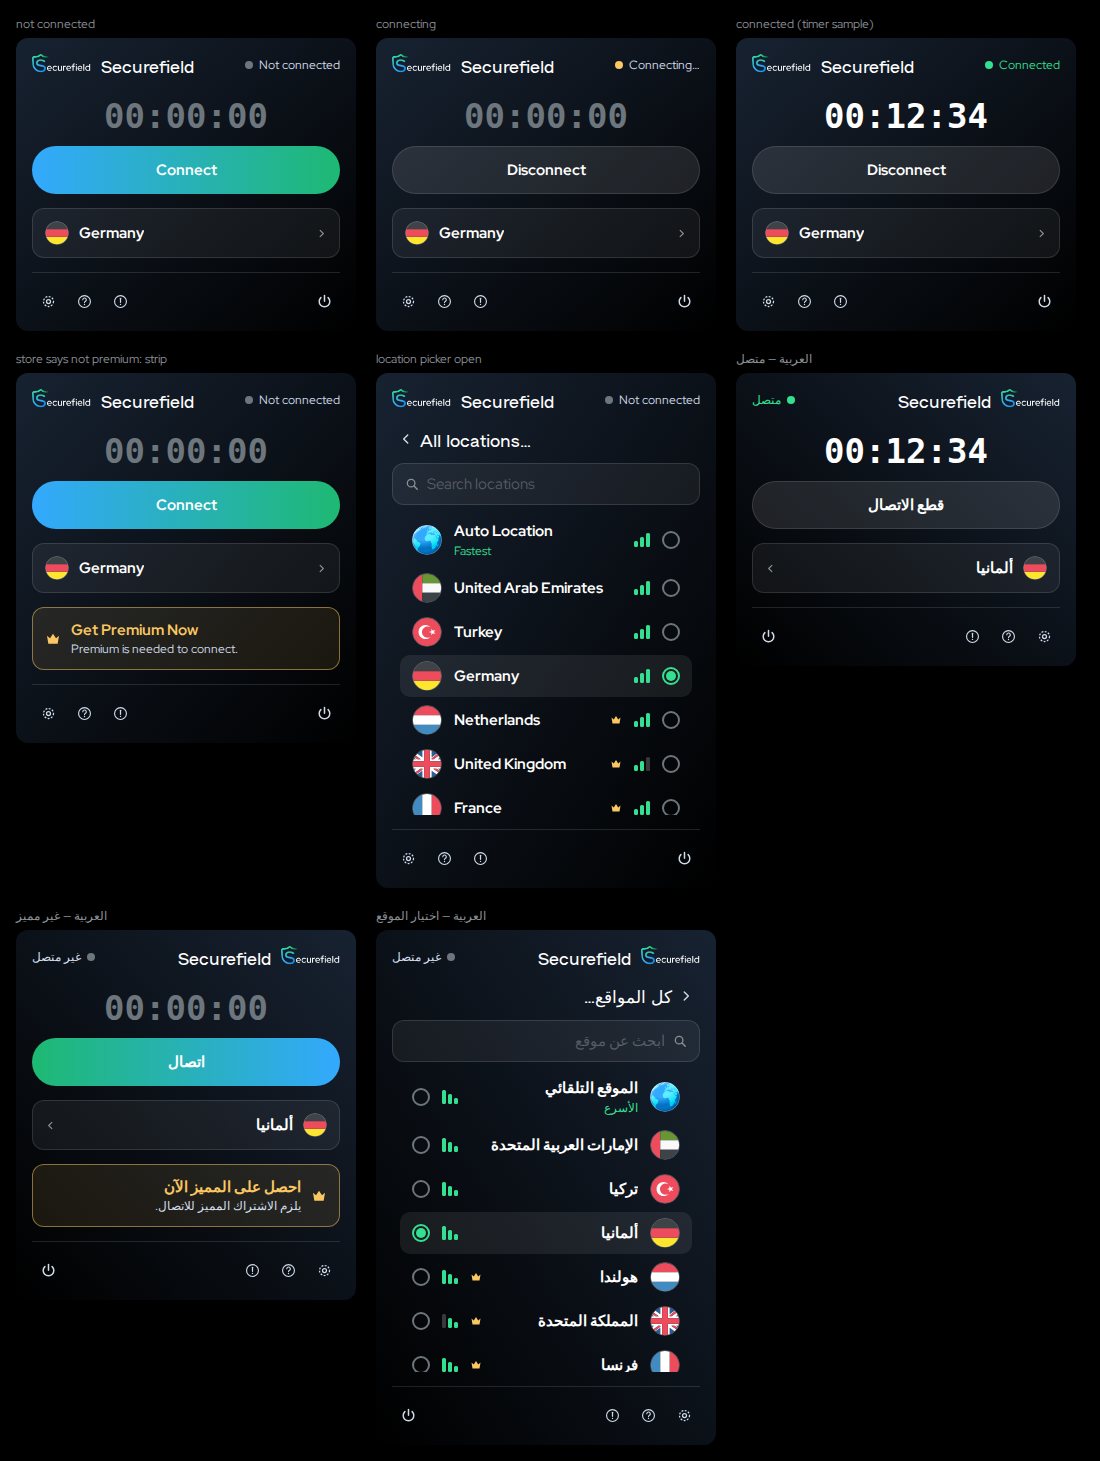 not connected
Securefield Securefield Not connected
00:00:00
Connect
Germany
connecting
Securefield Securefield Connecting...
00:00:00
Disconnect
Germany
connected (timer sample)
Securefield Securefield Connected
00:12:34
Disconnect
Germany
store says not premium: strip
Securefield Securefield Not connected
00:00:00
Connect
Germany
Get Premium Now
Premium is needed to connect.
location picker open
Securefield Securefield Not connected
All locations...
Search locations
Auto Location
Fastest
United Arab Emirates
Turkey
Germany
Netherlands
United Kingdom
France
العربية – متصل
Securefield Securefield متصل
00:12:34
قطع الاتصال
ألمانيا
العربية – غير مميز
Securefield Securefield غير متصل
00:00:00
اتصال
ألمانيا
احصل على المميز الآن
يلزم الاشتراك المميز للاتصال.
العربية – اختيار الموقع
Securefield Securefield غير متصل
كل المواقع...
ابحث عن موقع
الموقع التلقائي
الأسرع
الإمارات العربية المتحدة
تركيا
ألمانيا
هولندا
المملكة المتحدة
فرنسا